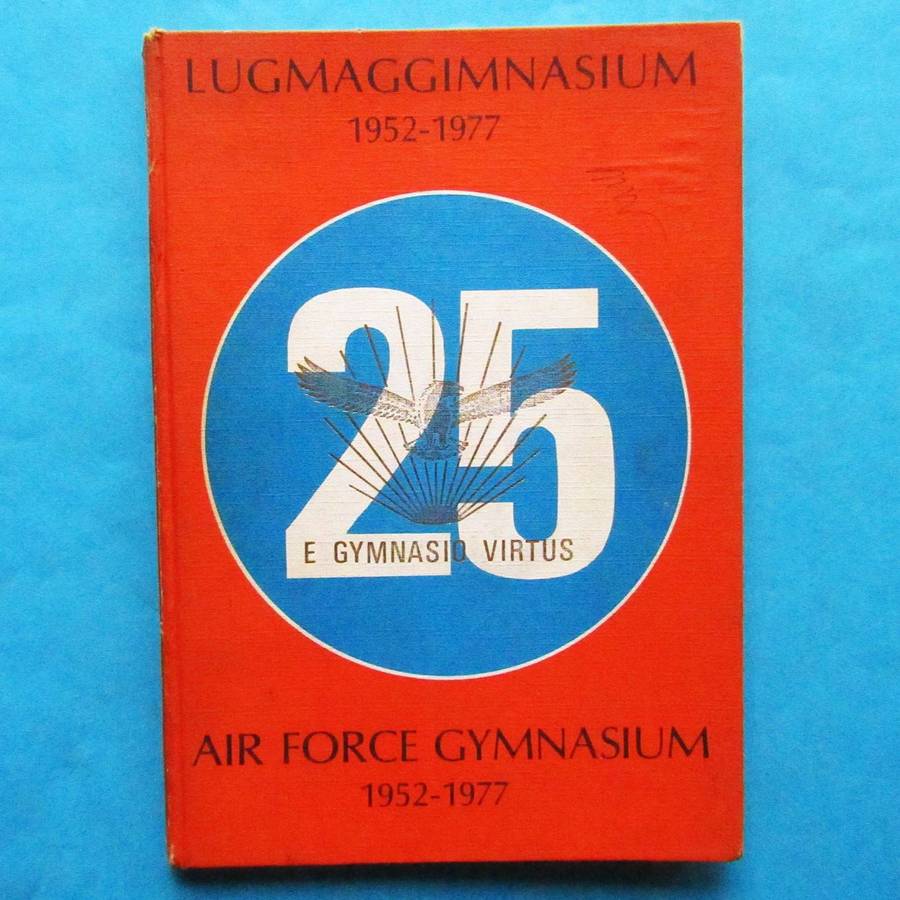 LUGMAGGIMNASIUM
1952-1977
25
E GYMNASIO VIRTUS
AIR FORCE GYMNASIUM
1952-1977